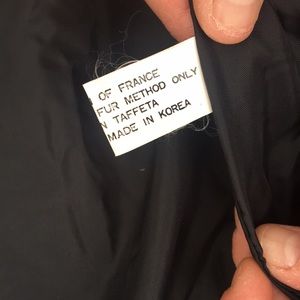 OF FRANCE
FUR METHOD ONLY
TAFFETA
MADE IN KOREA